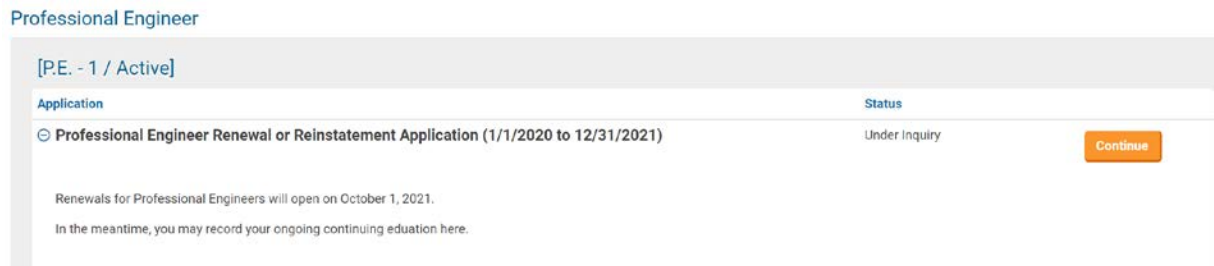 Professional Engineer
[P.E. - 1 / Active]
Application Status
Professional Engineer Renewal or Reinstatement Application (1/1/2020 to 12/31/2021) Under Inquiry Continue
Renewals for Professional Engineers will open on October 1, 2021.
In the meantime, you may record your ongoing continuing eduation here.